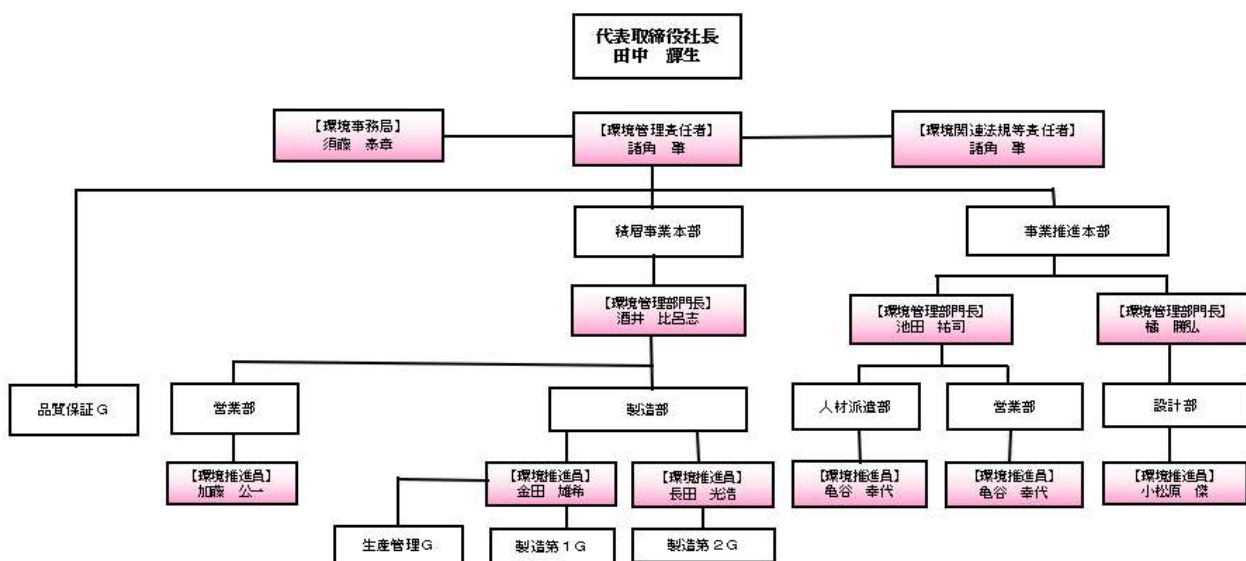 代表取締役社長
田中　輝生
【環境事務局】
須藤　泰章
【環境管理責任者】
諸角　肇
【環境関連法規等責任者】
諸角　肇
積層事業本部
事業推進本部
【環境管理部門長】
酒井　比呂志
【環境管理部門長】
池田　祐司
【環境管理部門長】
橘　勝弘
品質保証G
営業部
製造部
人材派遣部
営業部
設計部
【環境推進員】
加藤　公一
【環境推進員】
金田　雄希
【環境推進員】
長田　光浩
【環境推進員】
亀谷　幸代
【環境推進員】
亀谷　幸代
【環境推進員】
小松原　傑
生産管理G
製造第１G
製造第２G